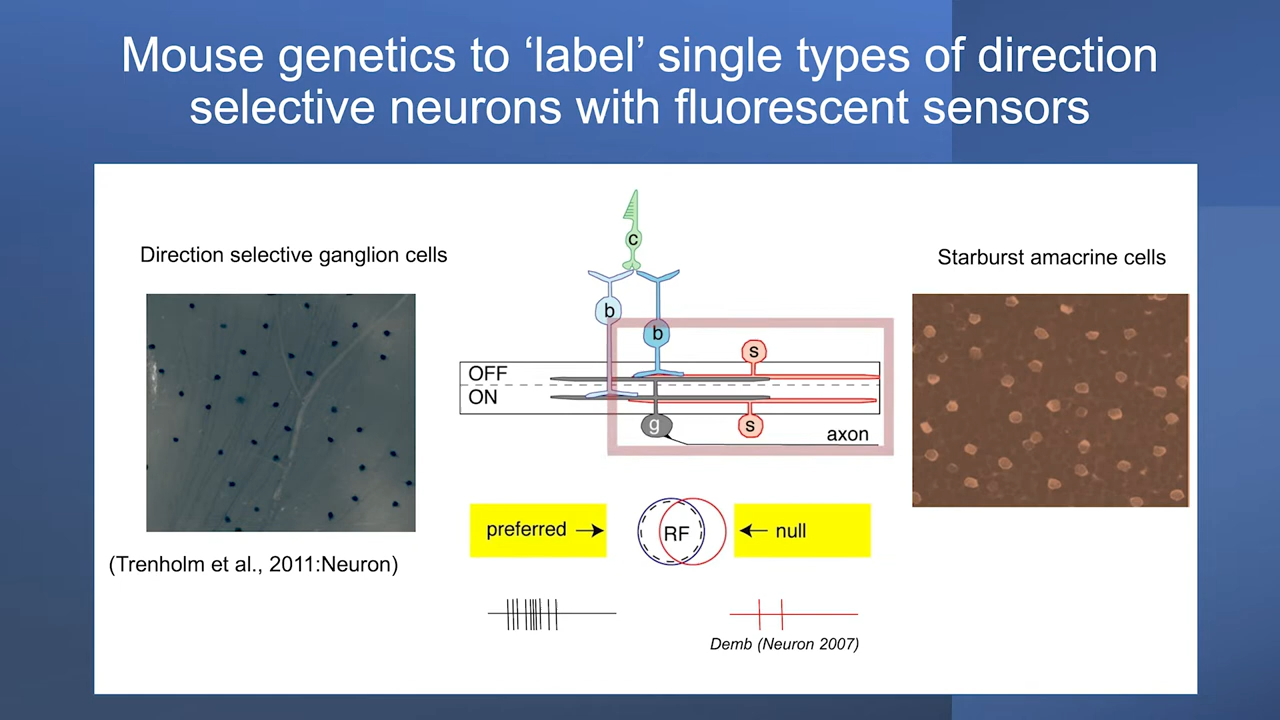 Mouse genetics to ‘label’ single types of direction
selective neurons with fluorescent sensors
Direction selective ganglion cells
(Trenholm et al., 2011:Neuron)
c
b
b
s
OFF
ON
g
s
axon
preferred
RF
null
Demb (Neuron 2007)
Starburst amacrine cells